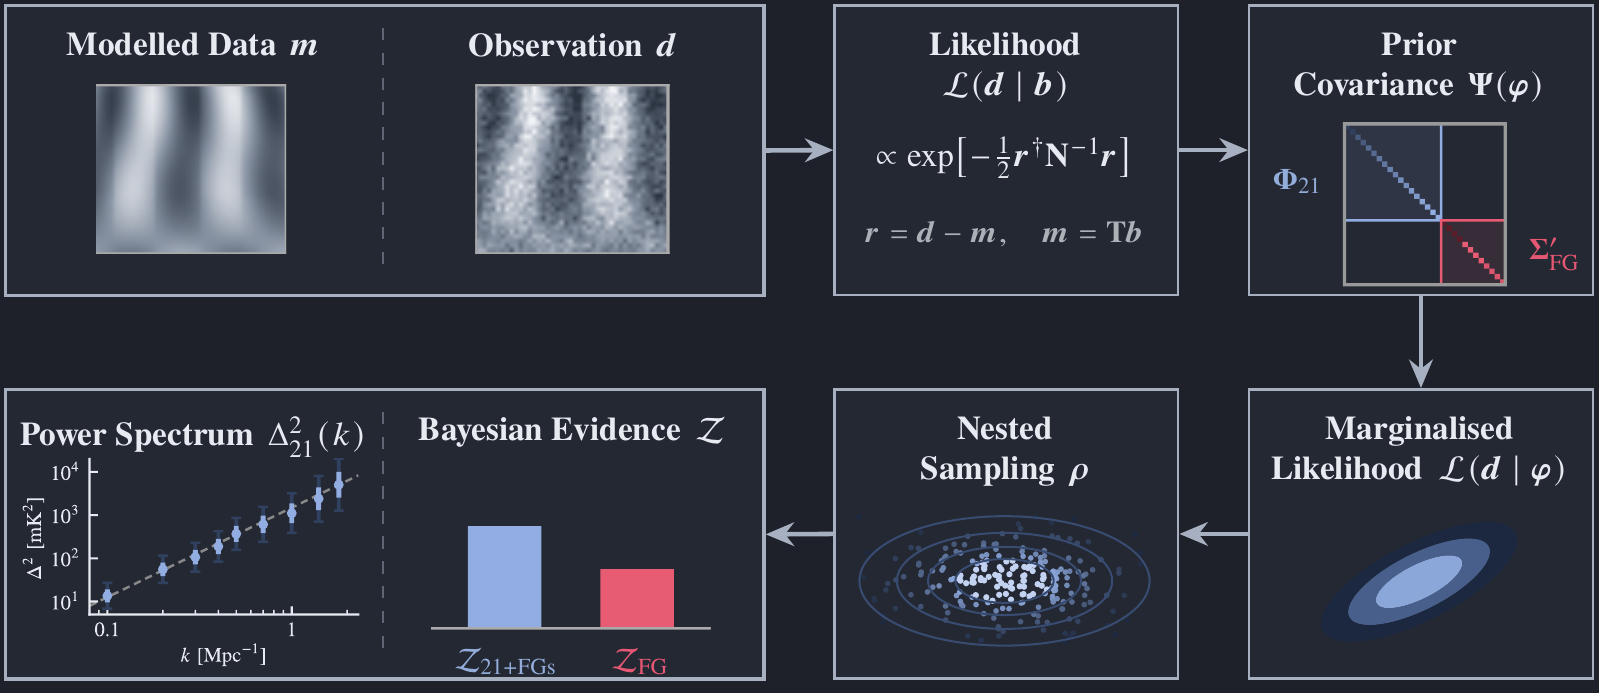 Modelled Data m
Observation d
Likelihood
ℒ(d | b)
∝ exp[−½ r†N⁻¹r]
r = d − m, m = Tb
Prior
Covariance Ψ(φ)
Φ₂₁
Σ′FG
Power Spectrum Δ²₂₁(k)
10⁴
10³
10²
10¹
Δ² [mK²]
0.1
1
k [Mpc⁻¹]
Bayesian Evidence 𝒵
𝒵21+FGs
𝒵FG
Nested
Sampling ρ
Marginalised
Likelihood ℒ(d | φ)